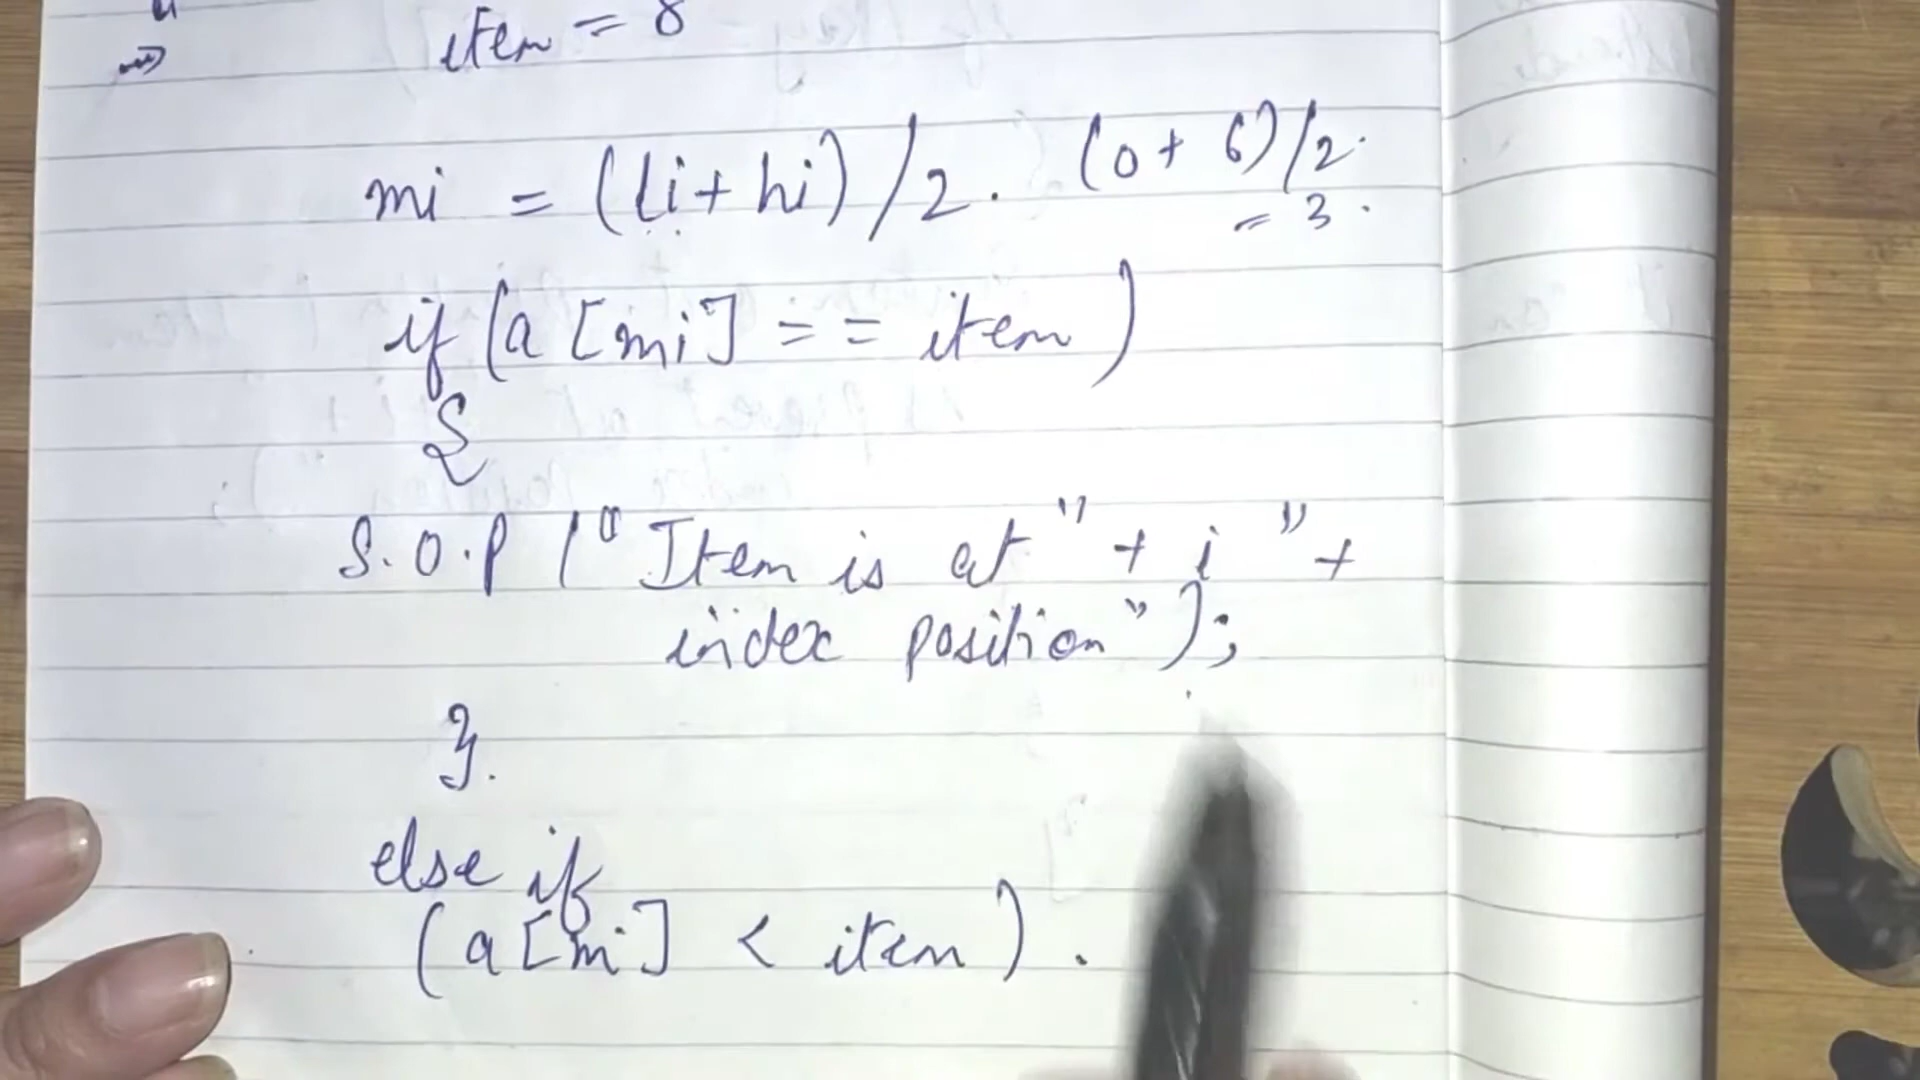 item = 8
mi = (li + hi) / 2. (0 + 6) / 2.
= 3.
if (a [mi] == item)
{
S.O.P ("Item is at" + i "+
index position");
}.
else if
(a [mi] < item).